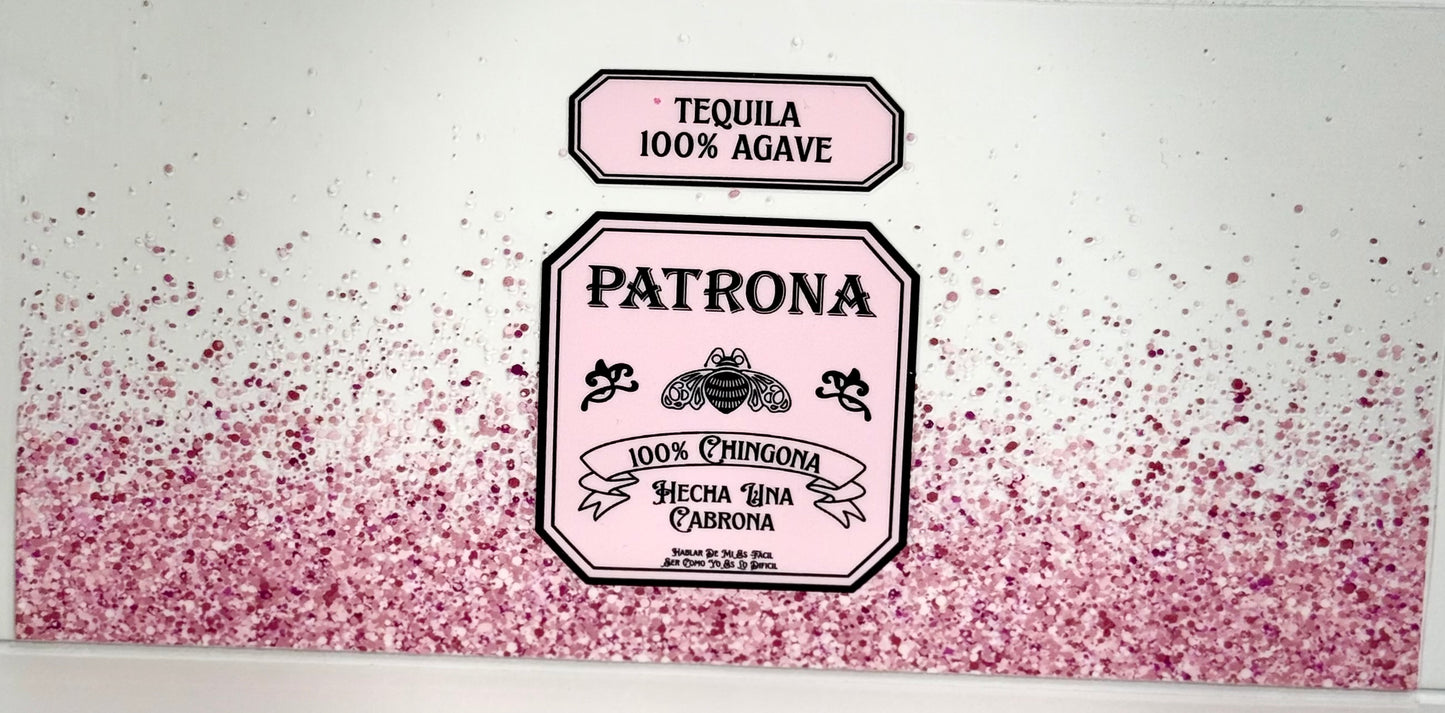 TEQUILA
100% AGAVE
PATRONA
100% CHINGONA
HECHA UNA
CABRONA
HABLAR DE MI ES FACIL
SER COMO YO ES LO DIFICIL